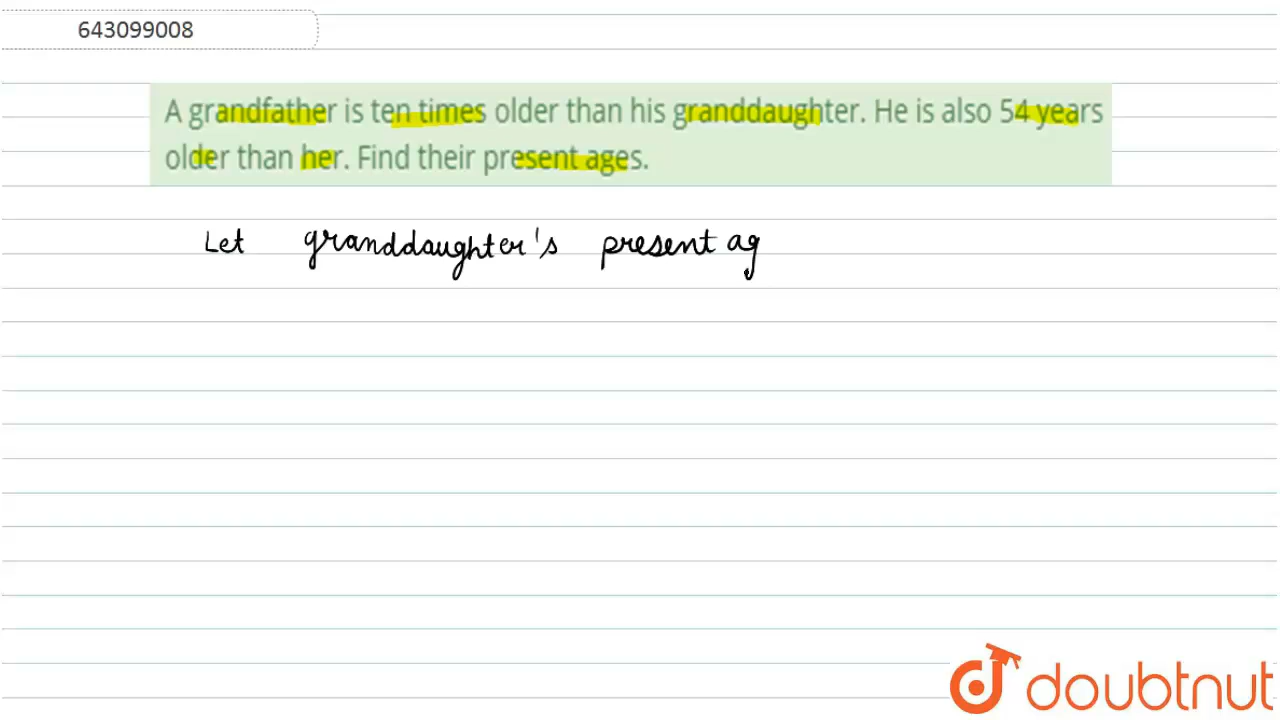 643099008
A grandfather is ten times older than his granddaughter. He is also 54 years
older than her. Find their present ages.
Let granddaughter's present ag
doubtnut